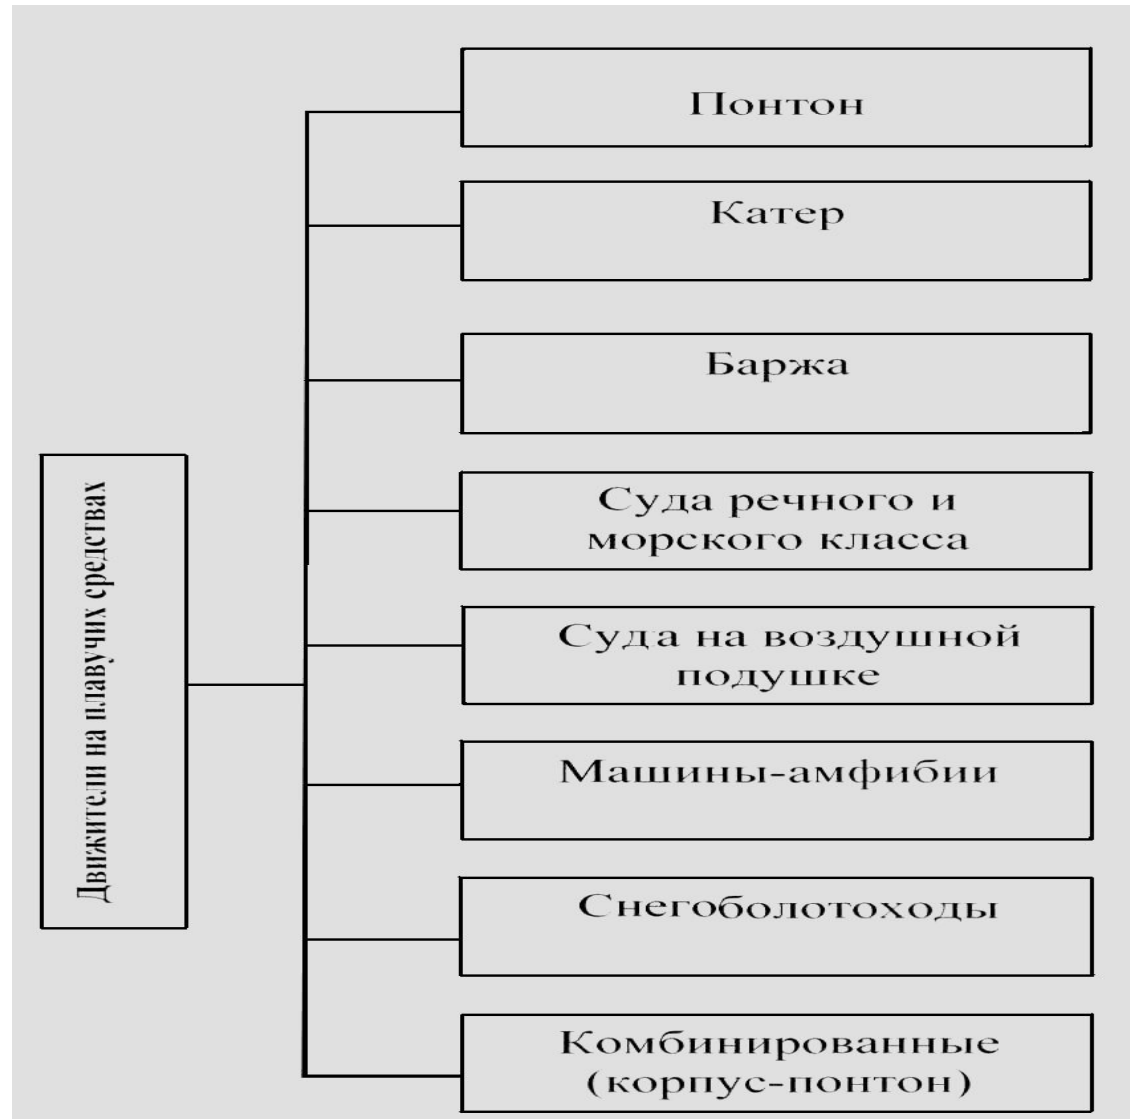 Движители на плавучих средствах
Понтон
Катер
Баржа
Суда речного и
морского класса
Суда на воздушной
подушке
Машины-амфибии
Снегоболотоходы
Комбинированные
(корпус-понтон)